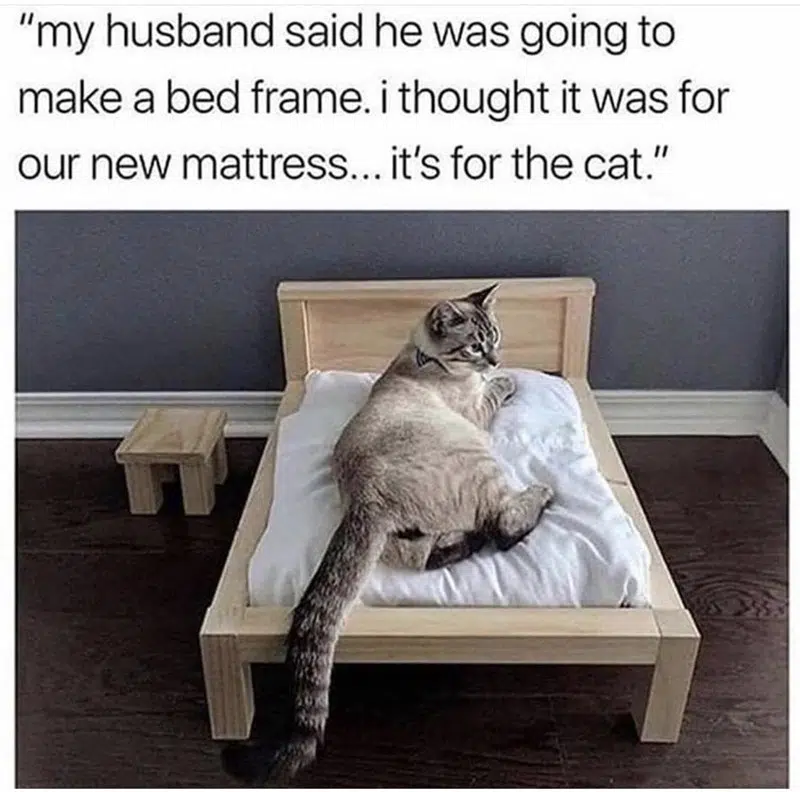 "my husband said he was going to
make a bed frame. i thought it was for
our new mattress... it's for the cat."